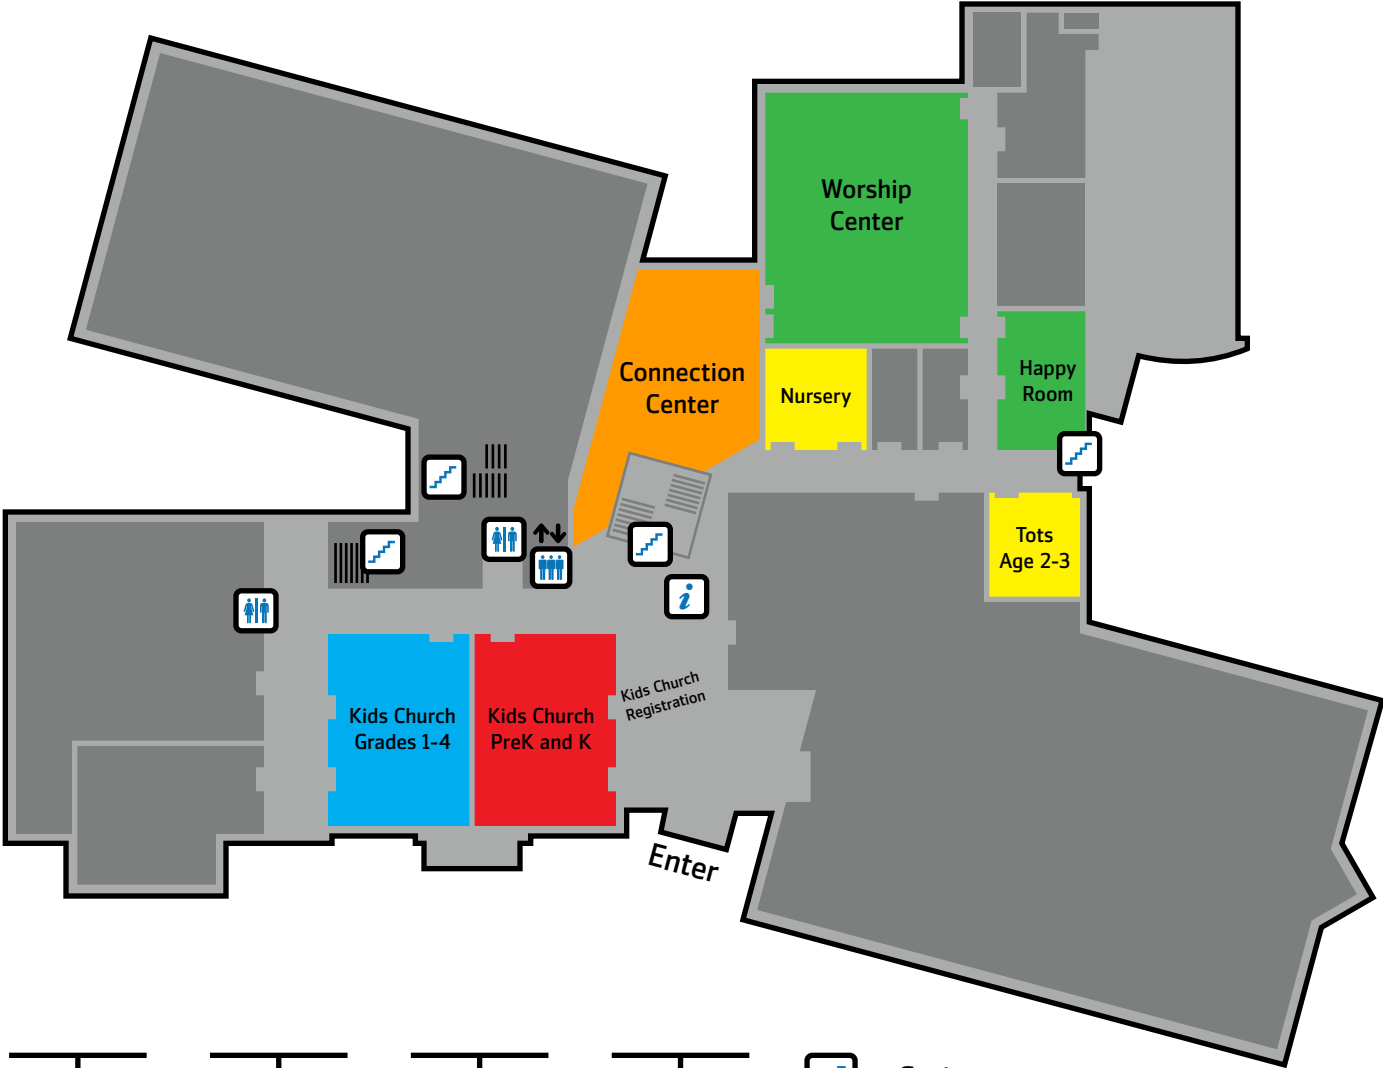 Worship
Center
Connection
Center
Nursery
Happy
Room
Tots
Age 2-3
i
Kids Church
Registration
Kids Church
Grades 1-4
Kids Church
PreK and K
Enter